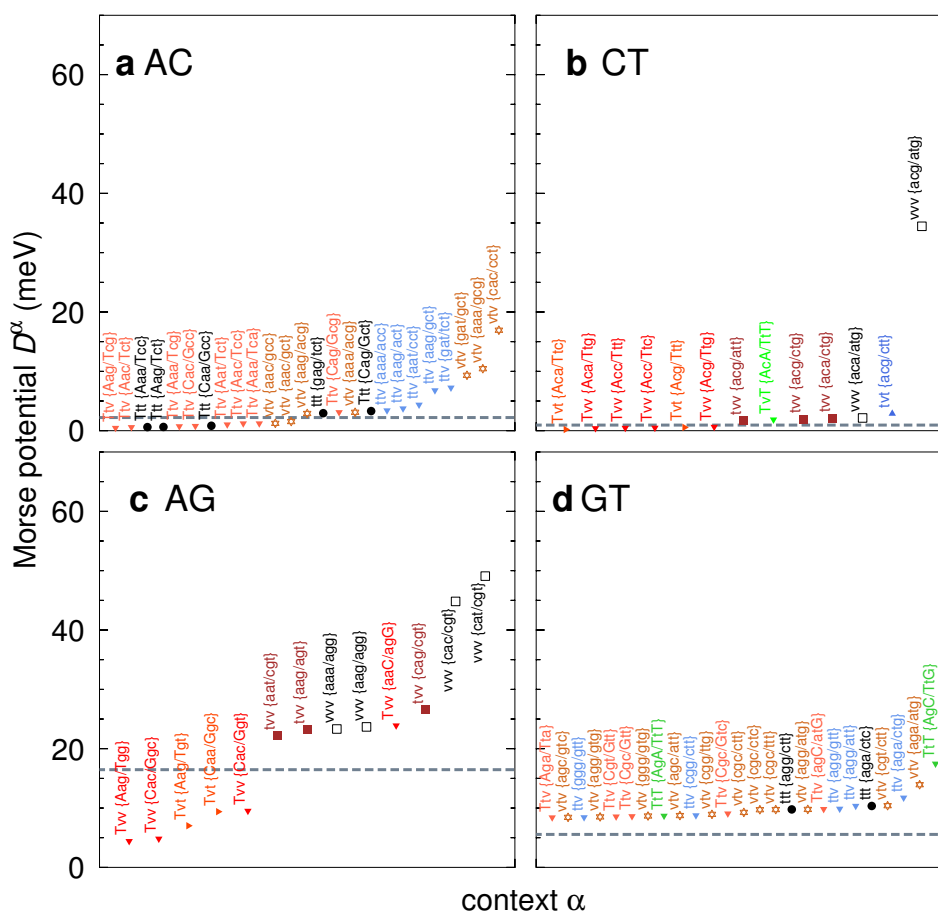 Morse potential Dα (meV)
a AC
60
40
20
0
Ttv {Aag/Tcg}
Ttv {Aac/Tct}
Ttt {Aaa/Tcc}
Ttt {Aag/Tct}
Ttv {Aaa/Tcg}
Ttv {Cac/Gcc}
Ttt {Caa/Gcc}
Ttv {Aat/Tct}
Ttv {Aac/Tcc}
Ttv {Aaa/Tca}
vtv {aac/gcc}
vtv {aac/gct}
vtv {aag/acg}
ttt {gag/tct}
Ttv {Cag/Gcg}
vtv {aaa/acg}
Ttt {Cag/Gct}
ttv {aaa/acc}
ttv {aag/act}
ttv {aat/cct}
ttv {aag/gct}
ttv {gat/tct}
vtv {gat/gct}
vtv {aaa/gcg}
vtv {cac/cct}
b CT
Tvt {Aca/Ttc}
Tvv {Aca/Ttg}
Tvv {Acc/Ttt}
Tvv {Acc/Ttc}
Tvt {Acg/Ttt}
Tvv {Acg/Ttg}
tvv {acg/att}
TvT {AcA/TtT}
tvv {acg/ctg}
tvv {aca/ctg}
vvv {aca/atg}
tvt {acg/ctt}
vvv {acg/atg}
c AG
60
40
20
0
Tvv {Aag/Tgg}
Tvv {Cac/Ggc}
Tvt {Aag/Tgt}
Tvt {Caa/Ggc}
Tvv {Cac/Ggt}
tvv {aat/cgt}
tvv {aag/agt}
vvv {aaa/agg}
vvv {aag/agg}
Tvv {aaC/agG}
tvv {cag/cgt}
vvv {cac/cgt}
vvv {cat/cgt}
d GT
Ttv {Aga/Tta}
vtv {agc/gtc}
ttv {ggg/gtt}
vtv {agg/gtg}
Ttv {Cgt/Gtt}
Ttv {Cgc/Gtt}
vtv {ggg/gtg}
TtT {AgA/TtT}
vtv {agc/att}
ttv {cgg/ctt}
vtv {cgg/ttg}
Ttv {Cgc/Gtc}
vtv {cgc/ctt}
vtv {cgc/ctc}
vtv {cgc/ttt}
ttt {agg/ctt}
vtv {agg/atg}
Ttv {agC/atG}
ttv {agg/gtt}
ttv {agg/att}
ttt {aga/ctc}
vtv {cgt/ctt}
ttv {aga/ctg}
vtv {aga/atg}
TtT {AgC/TtG}
context α